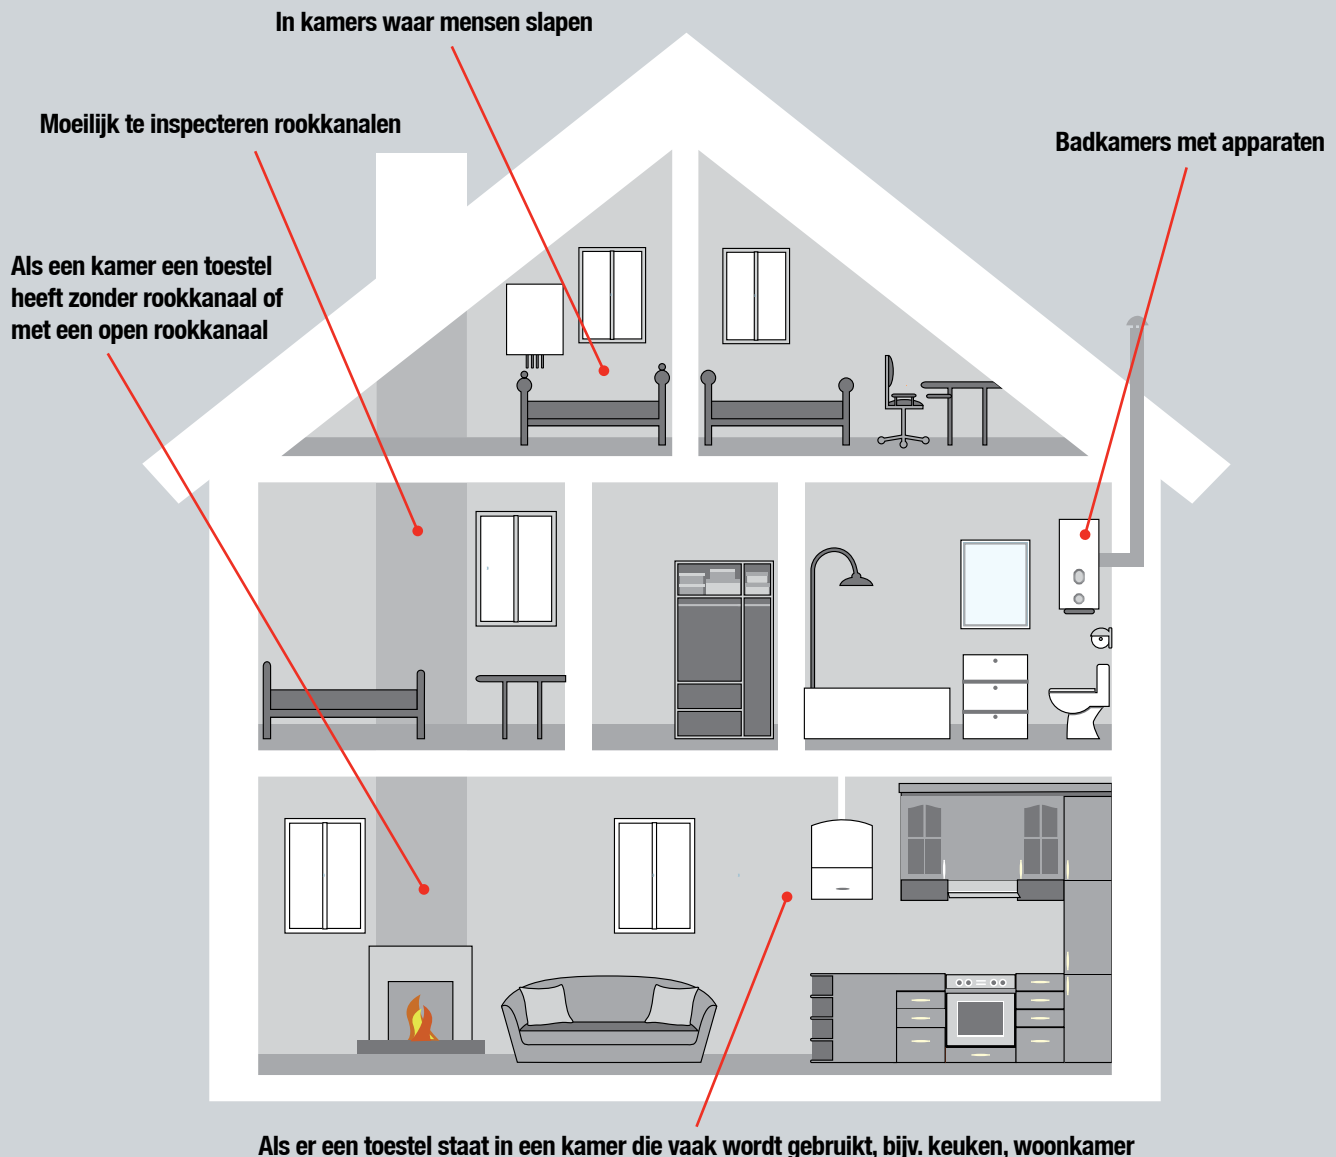 In kamers waar mensen slapen
Moeilijk te inspecteren rookkanalen
Badkamers met apparaten
Als een kamer een toestel
heeft zonder rookkanaal of
met een open rookkanaal
Als er een toestel staat in een kamer die vaak wordt gebruikt, bijv. keuken, woonkamer